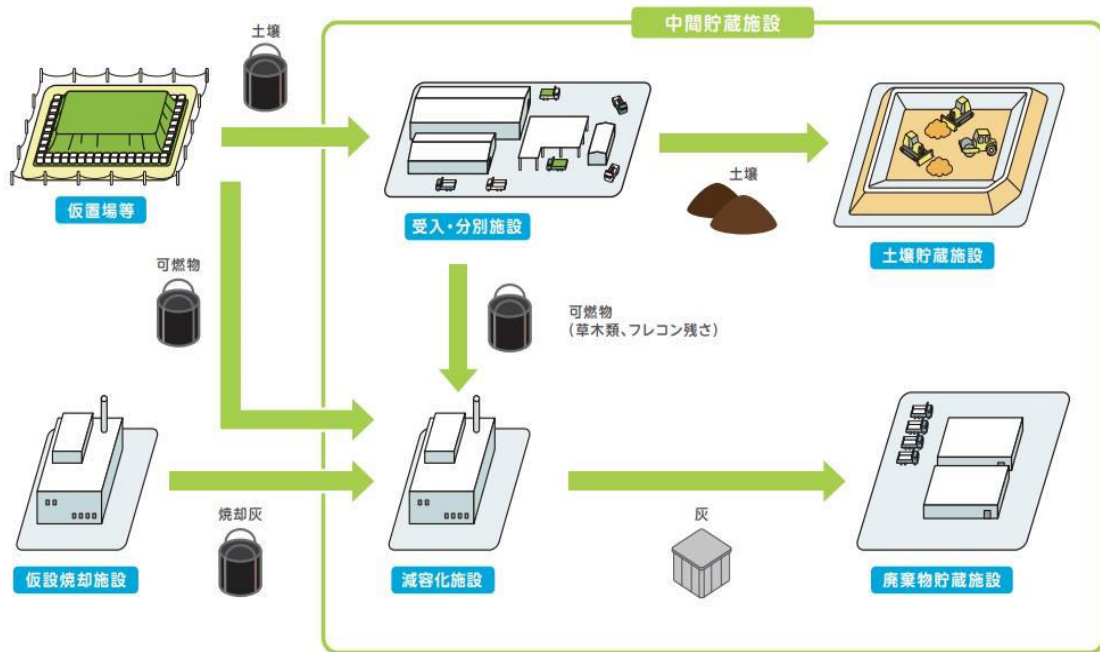 中間貯蔵施設
土壌
仮置場等
受入・分別施設
土壌
土壌貯蔵施設
可燃物
可燃物
(草木類、フレコン残さ)
焼却灰
灰
仮設焼却施設
減容化施設
廃棄物貯蔵施設